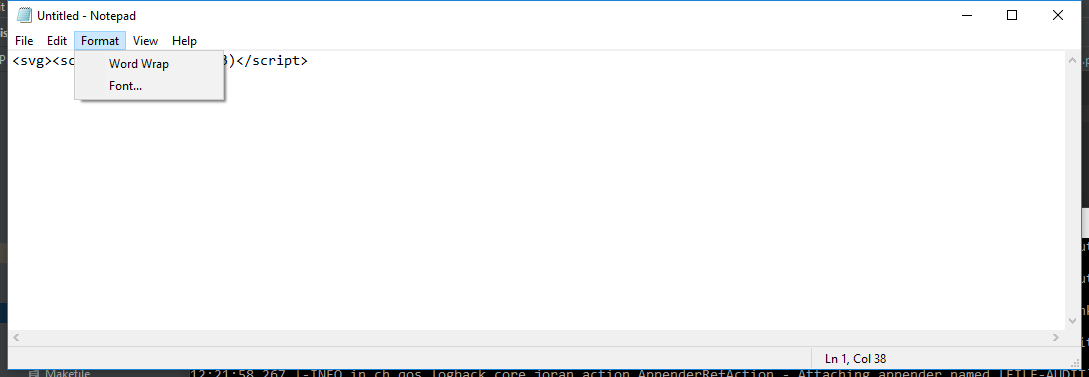 Untitled - Notepad
File Edit Format View Help
Word Wrap
Font...
<svg><sc 3)</script>
Ln 1, Col 38
Makefile
12:21:58,267 |-INFO in ch.qos.logback.core.joran.action.AppenderRefAction - Attaching appender named [FILE-AUDIT